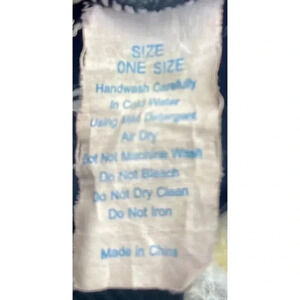 SIZE
ONE SIZE
Handwash Carefully
In Cold Water
Using Mild Detergent
Air Dry
Do Not Machine Wash
Do Not Bleach
Do Not Dry Clean
Do Not Iron
Made in China